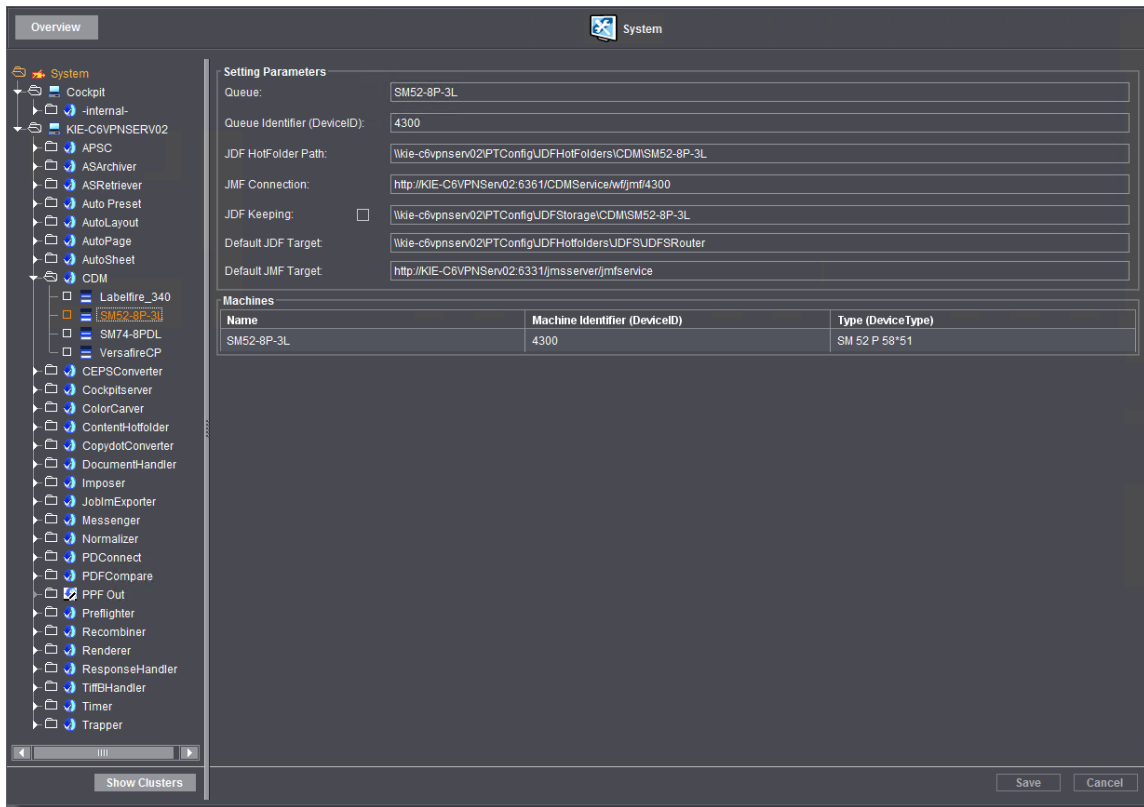 Overview
System
System
Cockpit
-internal-
KIE-C6VPNSERV02
APSC
ASArchiver
ASRetriever
Auto Preset
AutoLayout
AutoPage
AutoSheet
CDM
Labelfire_340
SM52-8P-3L
SM74-8PDL
VersafireCP
CEPSConverter
Cockpitserver
ColorCarver
ContentHotfolder
CopydotConverter
DocumentHandler
Imposer
JobImExporter
Messenger
Normalizer
PDConnect
PDFCompare
PPF Out
Preflighter
Recombiner
Renderer
ResponseHandler
TiffBHandler
Timer
Trapper
Show Clusters
Setting Parameters
Queue: SM52-8P-3L
Queue Identifier (DeviceID): 4300
JDF HotFolder Path: \\kie-c6vpnserv02\PTConfig\JDFHotFolders\CDM\SM52-8P-3L
JMF Connection: http://KIE-C6VPNServ02:6361/CDMService/wf/jmf/4300
JDF Keeping: \\kie-c6vpnserv02\PTConfig\JDFStorage\CDM\SM52-8P-3L
Default JDF Target: \\kie-c6vpnserv02\PTConfig\JDFHotfolders\JDFS\JDFSRouter
Default JMF Target: http://KIE-C6VPNServ02:6331/jmsserver/jmfservice
Machines
Name Machine Identifier (DeviceID) Type (DeviceType)
SM52-8P-3L 4300 SM 52 P 58*51
Save Cancel